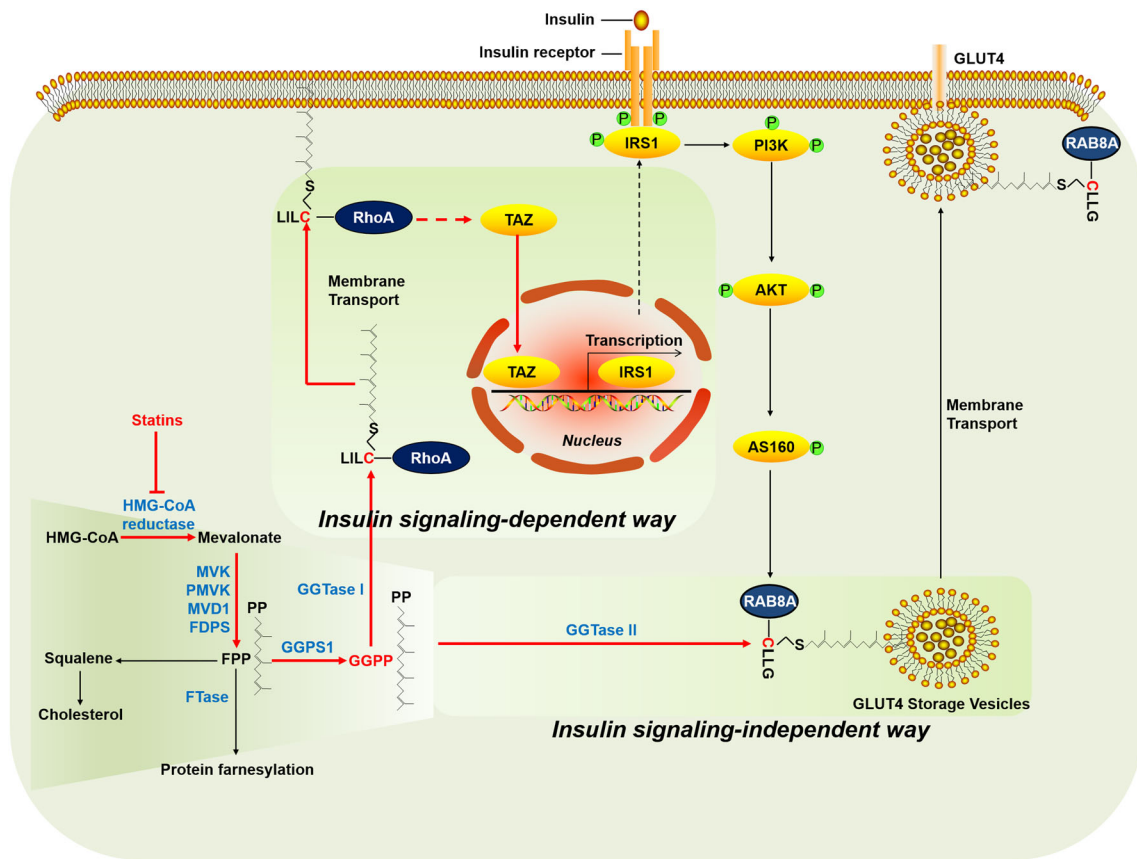 Insulin
Insulin receptor
GLUT4
P
P
P
IRS1
P
PI3K
P
RAB8A
S
CLLG
S
LILC
RhoA
TAZ
Membrane
Transport
P
AKT
P
Transcription
TAZ
IRS1
Nucleus
Membrane
Transport
Statins
S
LILC
RhoA
AS160
P
HMG-CoA
reductase
HMG-CoA
Mevalonate
Insulin signaling-dependent way
MVK
PMVK
MVD1
FDPS
PP
GGTase I
PP
RAB8A
GGTase II
S
CLLG
Squalene
FPP
GGPS1
GGPP
FTase
Cholesterol
GLUT4 Storage Vesicles
Insulin signaling-independent way
Protein farnesylation